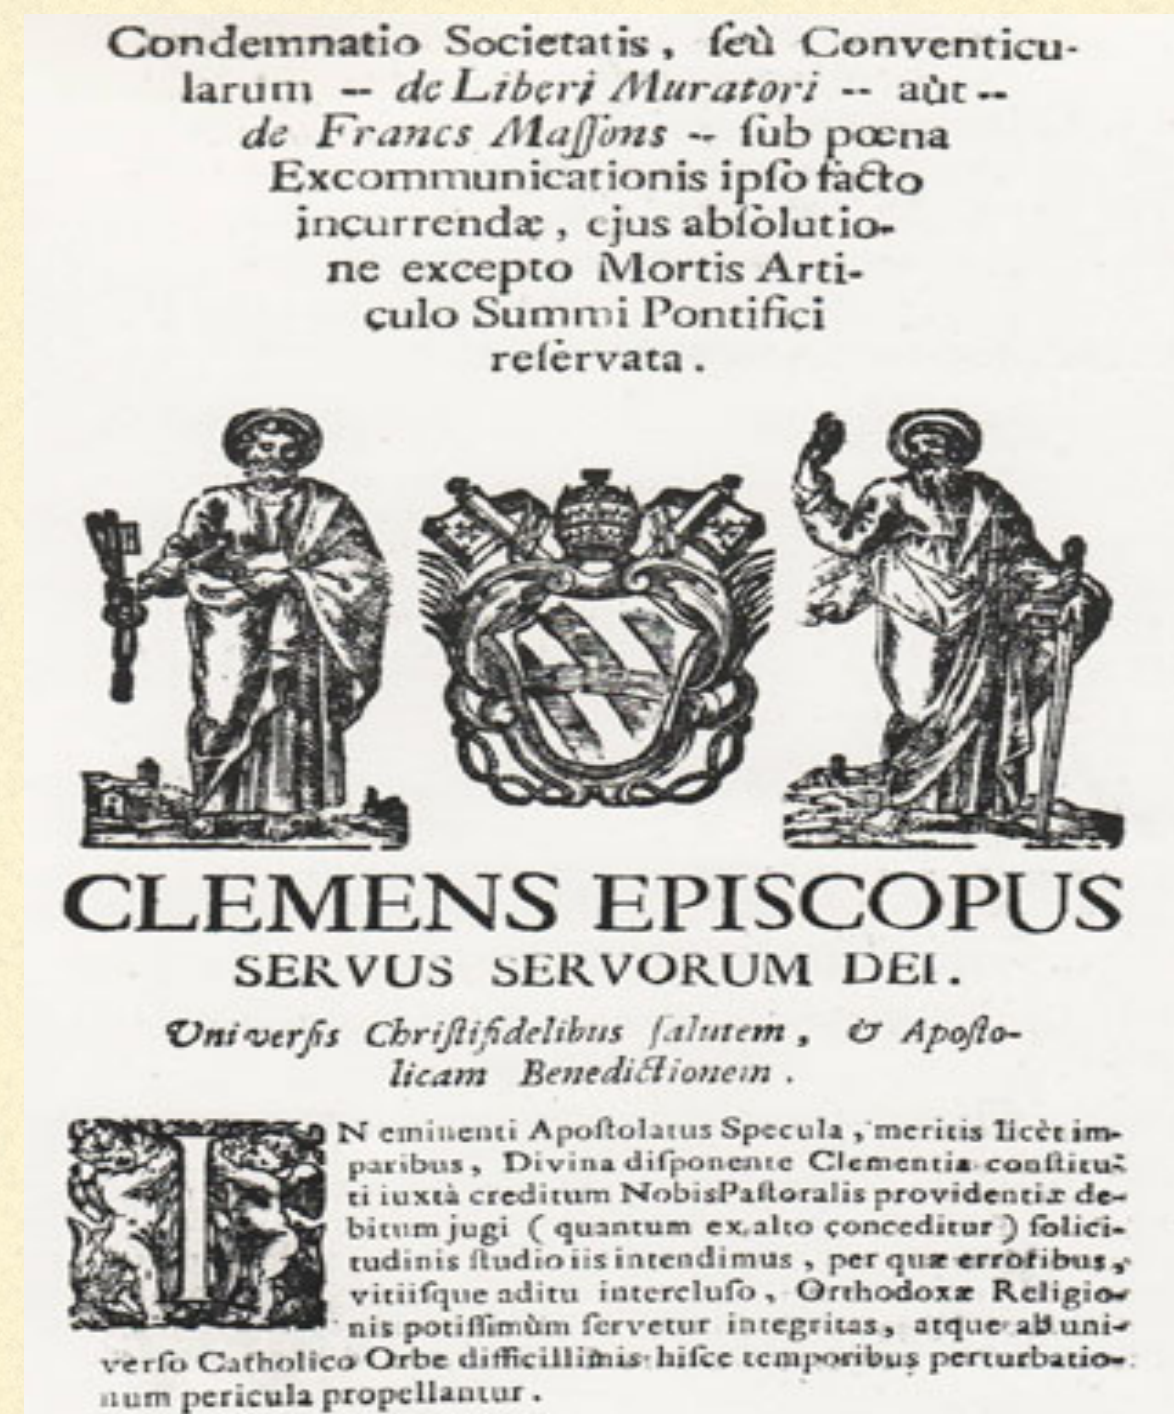 Condemnatio Societatis, ſeù Conventicu-
larum -- de Liberi Muratori -- aùt --
de Francs Maſſons -- ſub pœna
Excommunicationis ipſo facto
incurrendæ, ejus abſolutio-
ne excepto Mortis Arti-
culo Summi Pontifici
reſervata.
CLEMENS EPISCOPUS
SERVUS SERVORUM DEI.
Univerſis Chriſtifidelibus ſalutem, & Apoſto-
licam Benedictionem.
IN eminenti Apoſtolatus Specula, meritis licèt im-
paribus, Divina diſponente Clementia conſtitu-
ti iuxtà creditum Nobis Paſtoralis providentiæ de-
bitum jugi (quantum ex alto conceditur) ſolici-
tudinis ſtudio iis intendimus, per quæ erroribus,
vitiiſque aditu intercluſo, Orthodoxæ Religio-
nis potiſſimùm ſervetur integritas, atque ab uni-
verſo Catholico Orbe difficillimis hiſce temporibus perturbatio-
num pericula propellantur.